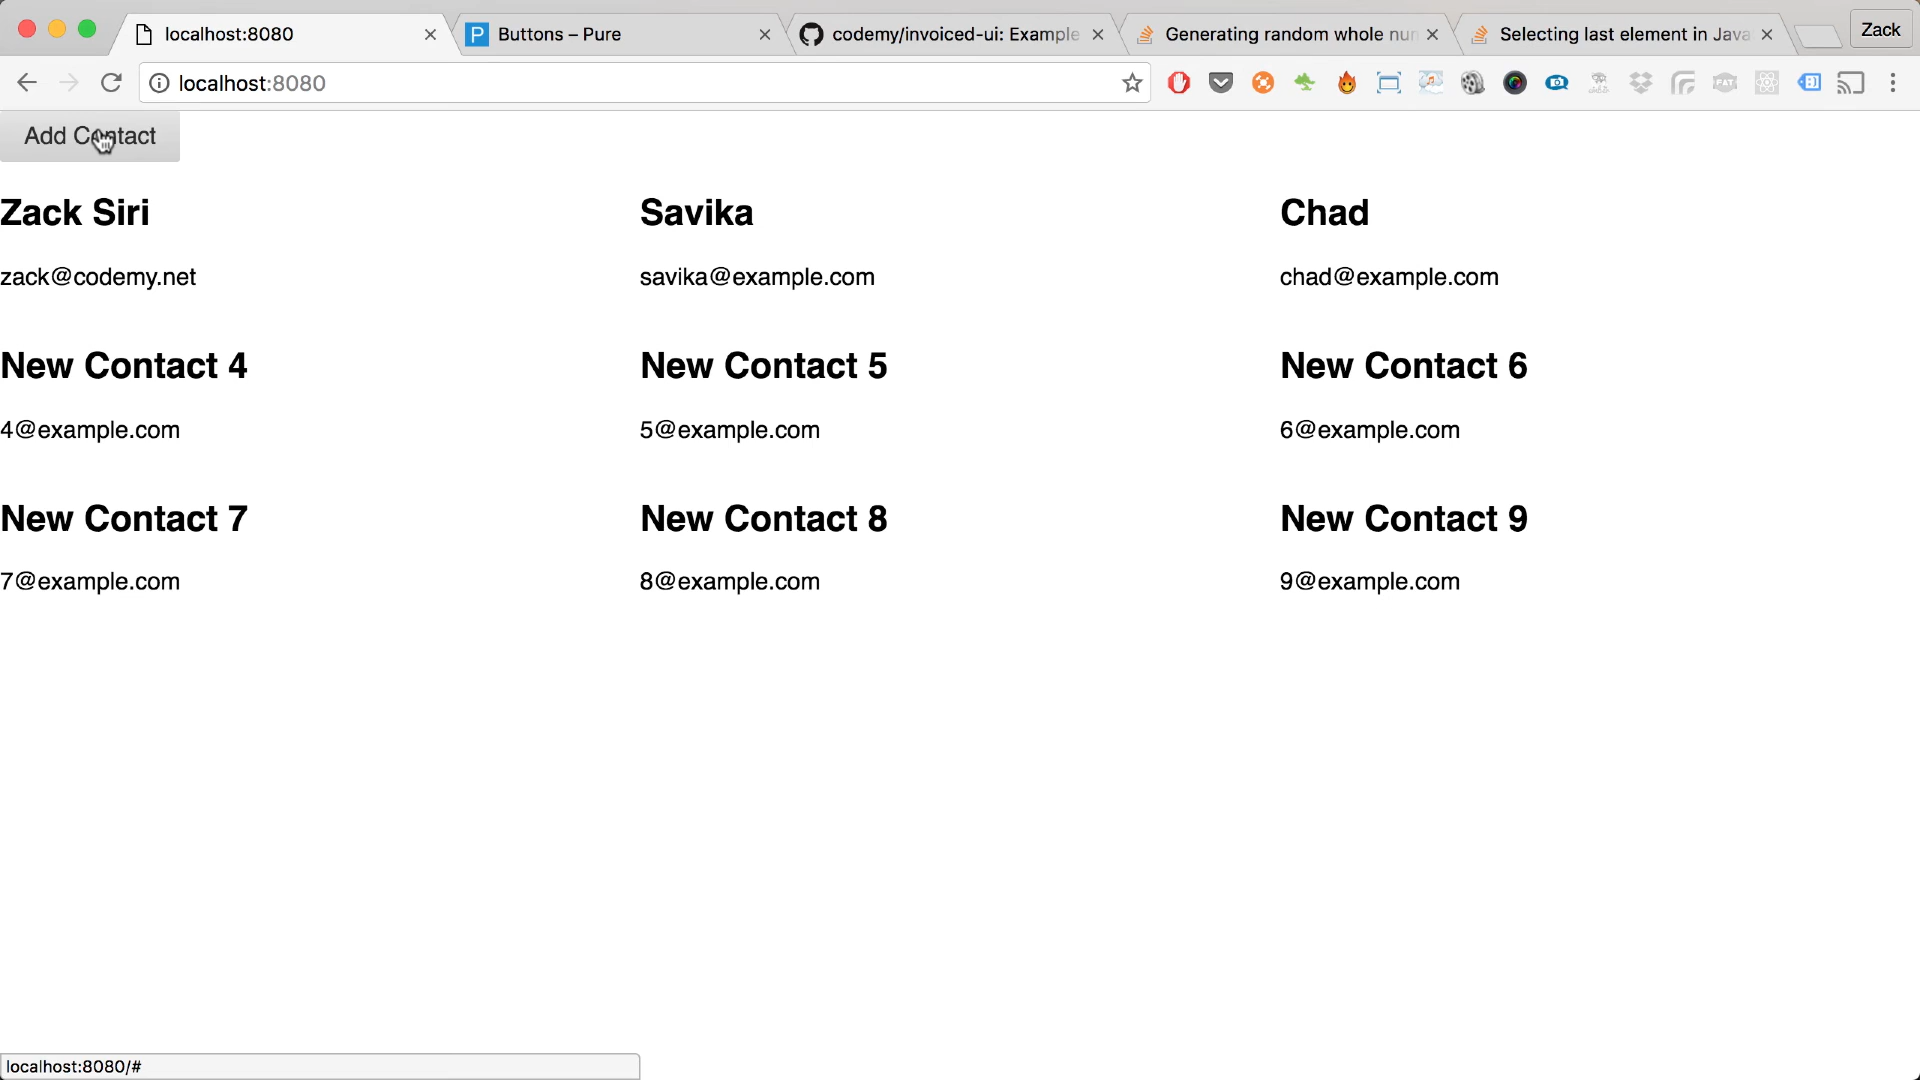 localhost:8080
Buttons – Pure
codemy/invoiced-ui: Example
Generating random whole nu
Selecting last element in Java
Zack
localhost:8080
Add Contact
Zack Siri
Savika
Chad
zack@codemy.net
savika@example.com
chad@example.com
New Contact 4
New Contact 5
New Contact 6
4@example.com
5@example.com
6@example.com
New Contact 7
New Contact 8
New Contact 9
7@example.com
8@example.com
9@example.com
localhost:8080/#